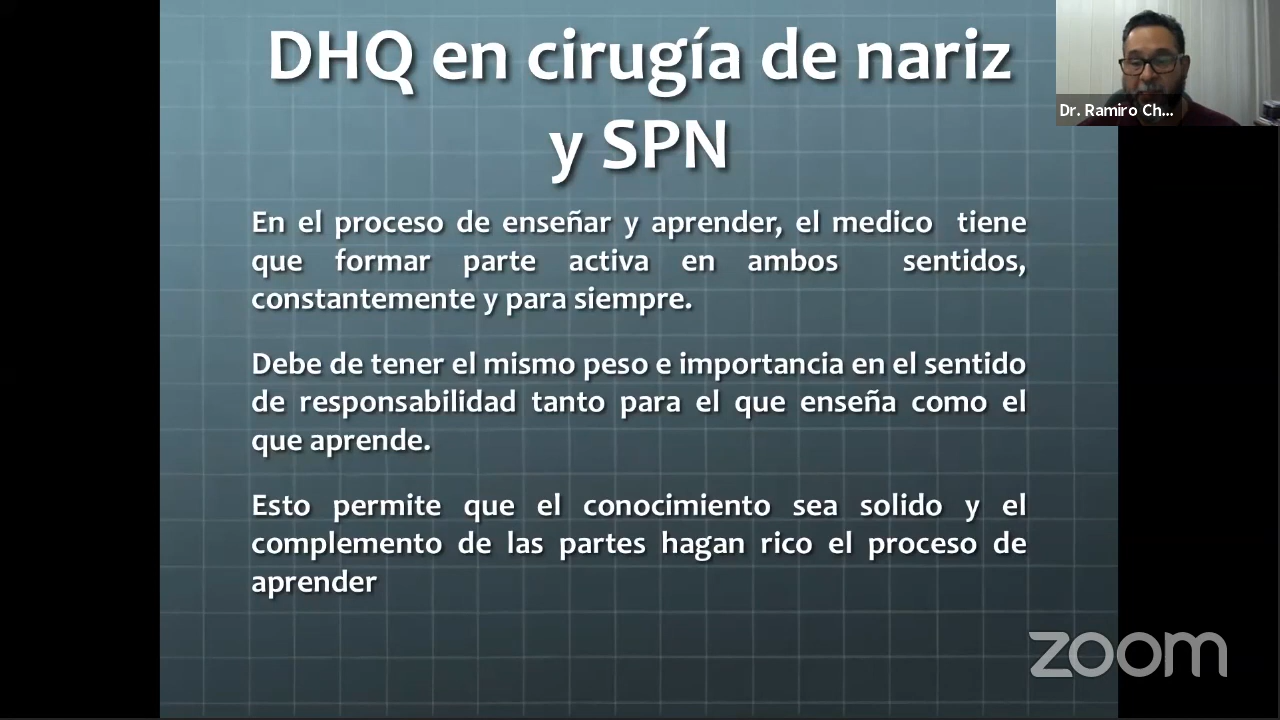 DHQ en cirugía de nariz
y SPN
Dr. Ramiro Ch...
En el proceso de enseñar y aprender, el medico tiene
que formar parte activa en ambos sentidos,
constantemente y para siempre.
Debe de tener el mismo peso e importancia en el sentido
de responsabilidad tanto para el que enseña como el
que aprende.
Esto permite que el conocimiento sea solido y el
complemento de las partes hagan rico el proceso de
aprender
zoom